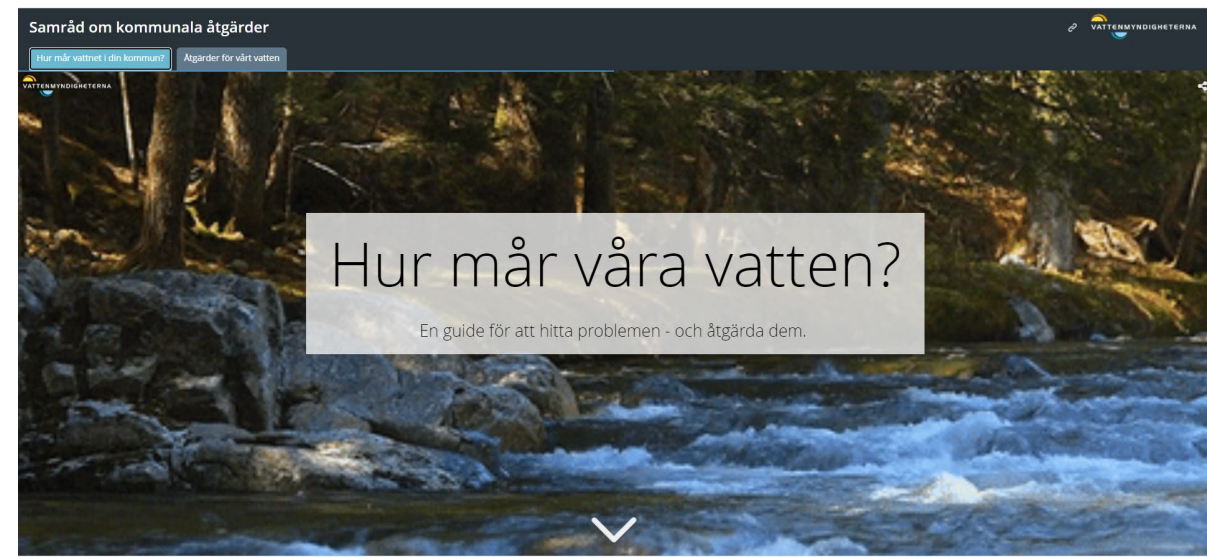 Samråd om kommunala åtgärder
VATTENMYNDIGHETERNA
Hur mår vattnet i din kommun?
Åtgärder för vårt vatten
VATTENMYNDIGHETERNA
Hur mår våra vatten?
En guide för att hitta problemen - och åtgärda dem.